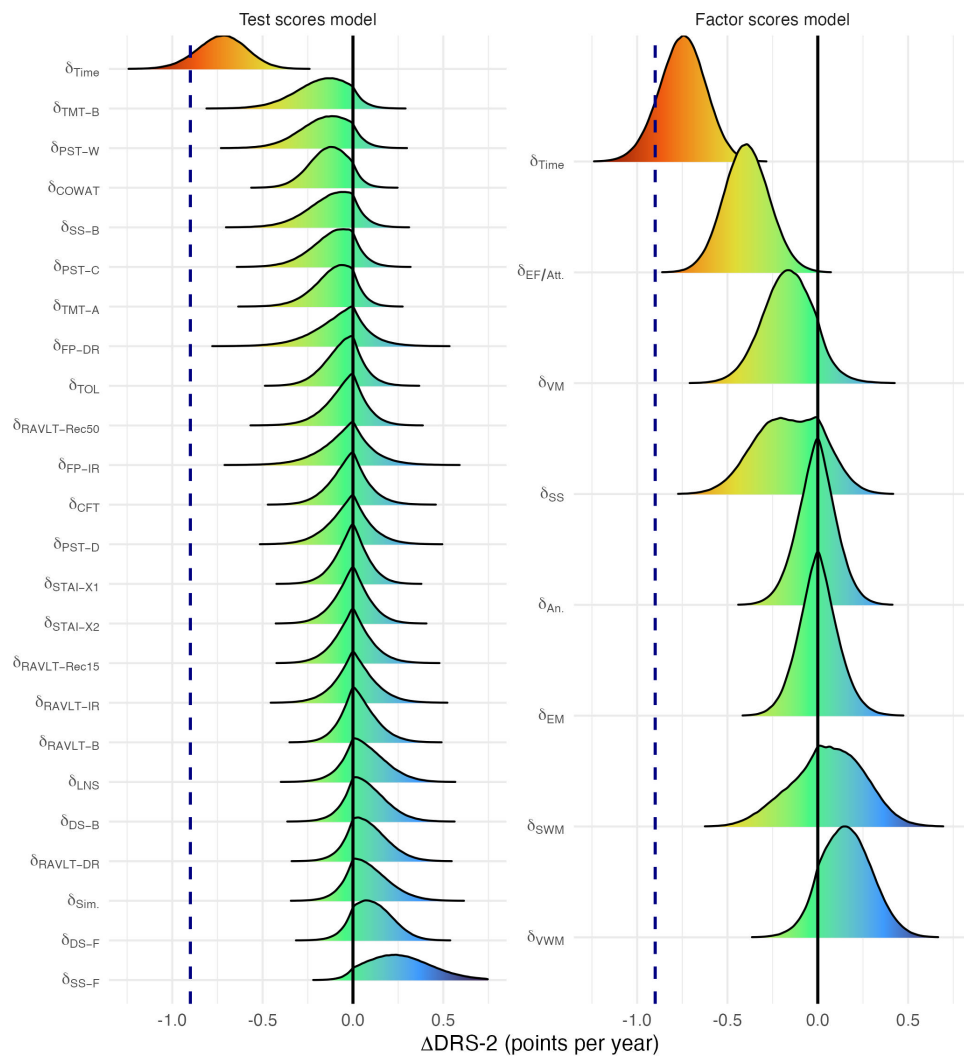 Test scores model
δTime
δTMT−B
δPST−W
δCOWAT
δSS−B
δPST−C
δTMT−A
δFP−DR
δTOL
δRAVLT−Rec50
δFP−IR
δCFT
δPST−D
δSTAI−X1
δSTAI−X2
δRAVLT−Rec15
δRAVLT−IR
δRAVLT−B
δLNS
δDS−B
δRAVLT−DR
δSim.
δDS−F
δSS−F
-1.0 -0.5 0.0 0.5
Factor scores model
δTime
δEF/Att.
δVM
δSS
δAn.
δEM
δSWM
δVWM
-1.0 -0.5 0.0 0.5
ΔDRS-2 (points per year)